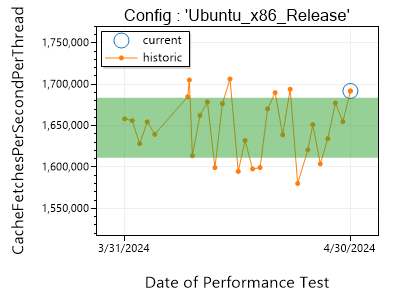 Config : 'Ubuntu_x86_Release'
CacheFetchesPerSecondPerThread
1,750,000
1,700,000
1,650,000
1,600,000
1,550,000
current
historic
3/31/2024
4/30/2024
Date of Performance Test